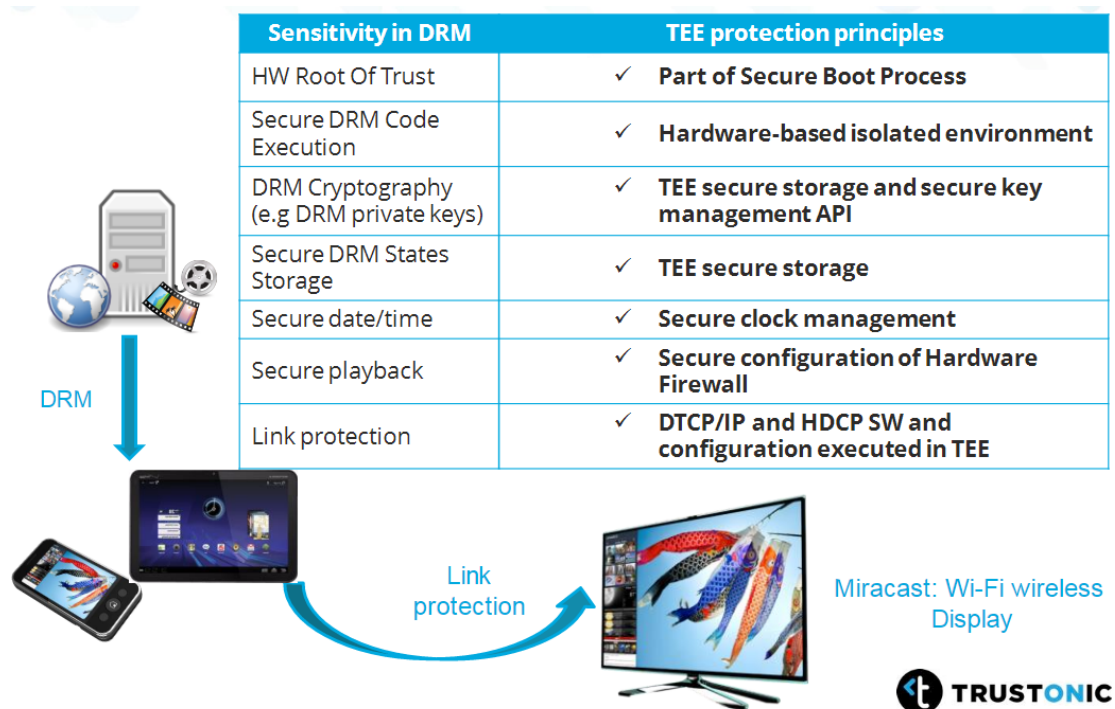 Sensitivity in DRM
TEE protection principles
HW Root Of Trust
✓ Part of Secure Boot Process
Secure DRM Code
Execution
✓ Hardware-based isolated environment
DRM Cryptography
(e.g DRM private keys)
✓ TEE secure storage and secure key
management API
Secure DRM States
Storage
✓ TEE secure storage
Secure date/time
✓ Secure clock management
Secure playback
✓ Secure configuration of Hardware
Firewall
Link protection
✓ DTCP/IP and HDCP SW and
configuration executed in TEE
DRM
Link
protection
Miracast: Wi-Fi wireless
Display
TRUSTONIC